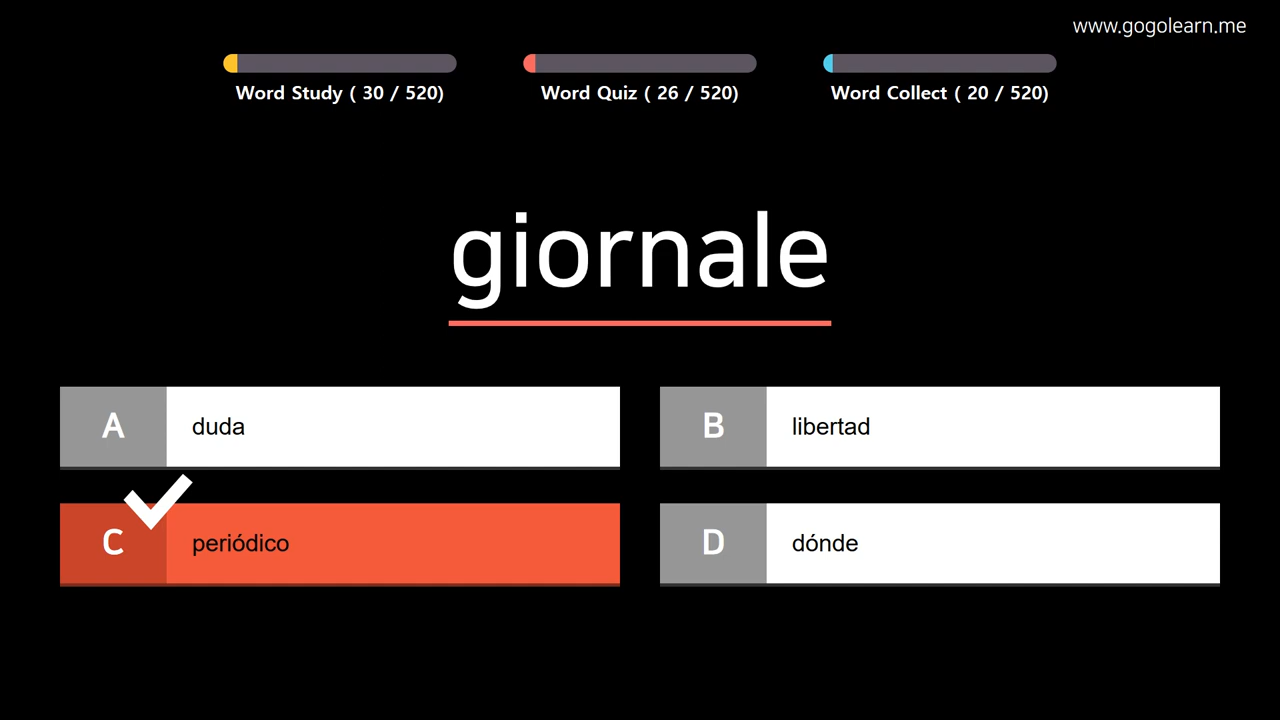 www.gogolearn.me
Word Study ( 30 / 520)
Word Quiz ( 26 / 520)
Word Collect ( 20 / 520)
giornale
A duda
B libertad
C periódico
D dónde